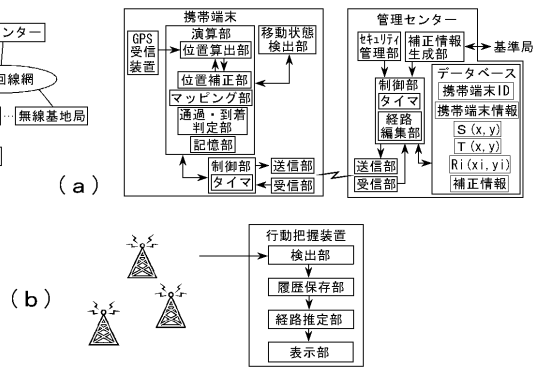 ンター
回線網
無線基地局
(a)
携帯端末
GPS
受信
装置
演算部
位置算出部
位置補正部
マッピング部
通過・到着
判定部
記憶部
移動状態
検出部
制御部
タイマ
送信部
受信部
管理センター
セキュリティ
管理部
補正情報
生成部
基準局
制御部
タイマ
経路
編集部
送信部
受信部
データベース
携帯端末ID
携帯端末情報
S(x,y)
T(x,y)
Ri(xi,yi)
補正情報
(b)
行動把握装置
検出部
履歴保存部
経路推定部
表示部